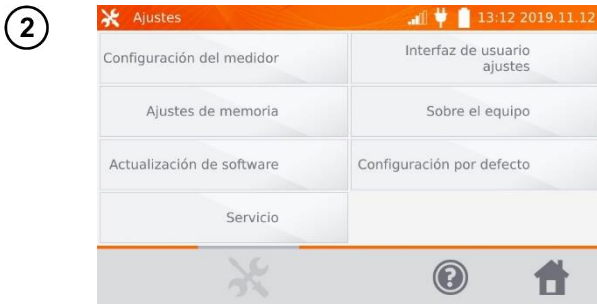 2
Ajustes 13:12 2019.11.12
Configuración del medidor
Interfaz de usuario
ajustes
Ajustes de memoria
Sobre el equipo
Actualización de software
Configuración por defecto
Servicio
?